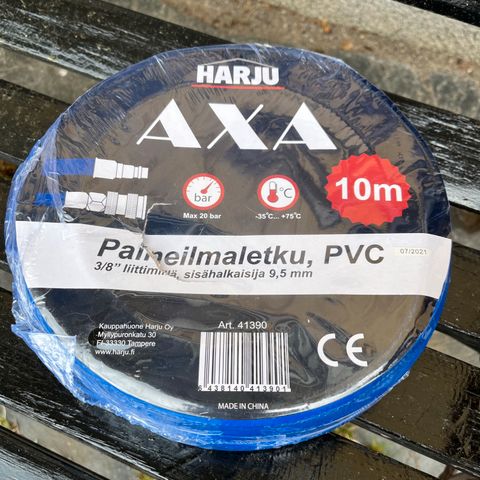 HARJU
AXA
10m
bar
°C
Max 20 bar
-35°C... +75°C
Paineilmaletku, PVC
07/2021
3/8" liittimillä, sisähalkaisija 9,5 mm
Kauppahuone Harju Oy
Myllypuronkatu 30
FI-33330 Tampere
www.harju.fi
Art. 41390
6 438140 413901
CE
MADE IN CHINA